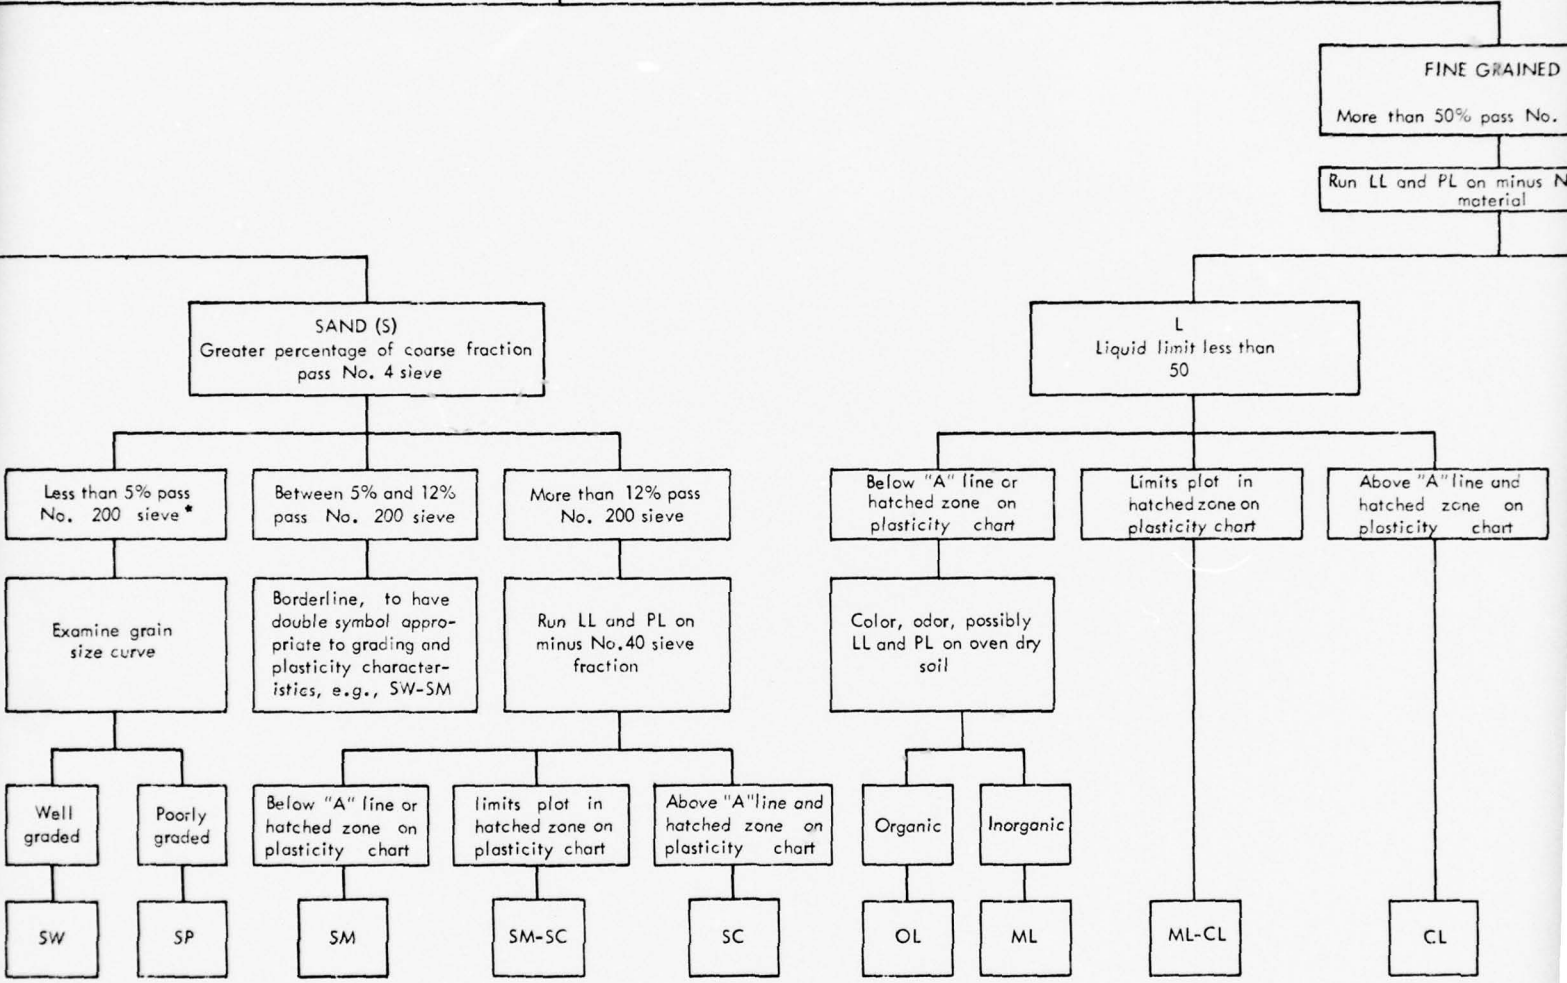 FINE GRAINED
More than 50% pass No.
Run LL and PL on minus N
material
SAND (S)
Greater percentage of coarse fraction
pass No. 4 sieve
L
Liquid limit less than
50
Less than 5% pass
No. 200 sieve*
Between 5% and 12%
pass No. 200 sieve
More than 12% pass
No. 200 sieve
Below "A" line or
hatched zone on
plasticity chart
Limits plot in
hatched zone on
plasticity chart
Above "A" line and
hatched zone on
plasticity chart
Examine grain
size curve
Borderline, to have
double symbol appro-
priate to grading and
plasticity character-
istics, e.g., SW-SM
Run LL and PL on
minus No.40 sieve
fraction
Color, odor, possibly
LL and PL on oven dry
soil
Well
graded
Poorly
graded
Below "A" line or
hatched zone on
plasticity chart
limits plot in
hatched zone on
plasticity chart
Above "A" line and
hatched zone on
plasticity chart
Organic
Inorganic
SW
SP
SM
SM-SC
SC
OL
ML
ML-CL
CL